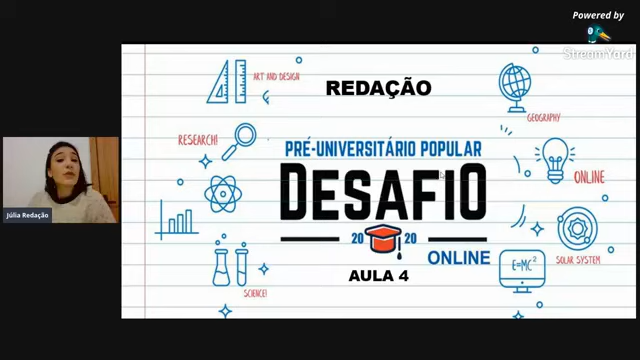 Powered by
StreamYard
REDAÇÃO
ART AND DESIGN
GEOGRAPHY
RESEARCH!
PRÉ-UNIVERSITÁRIO POPULAR
ONLINE
DESAFIO
Júlia Redação
20 20
ONLINE
SOLAR SYSTEM
E=MC²
AULA 4
SCIENCE!